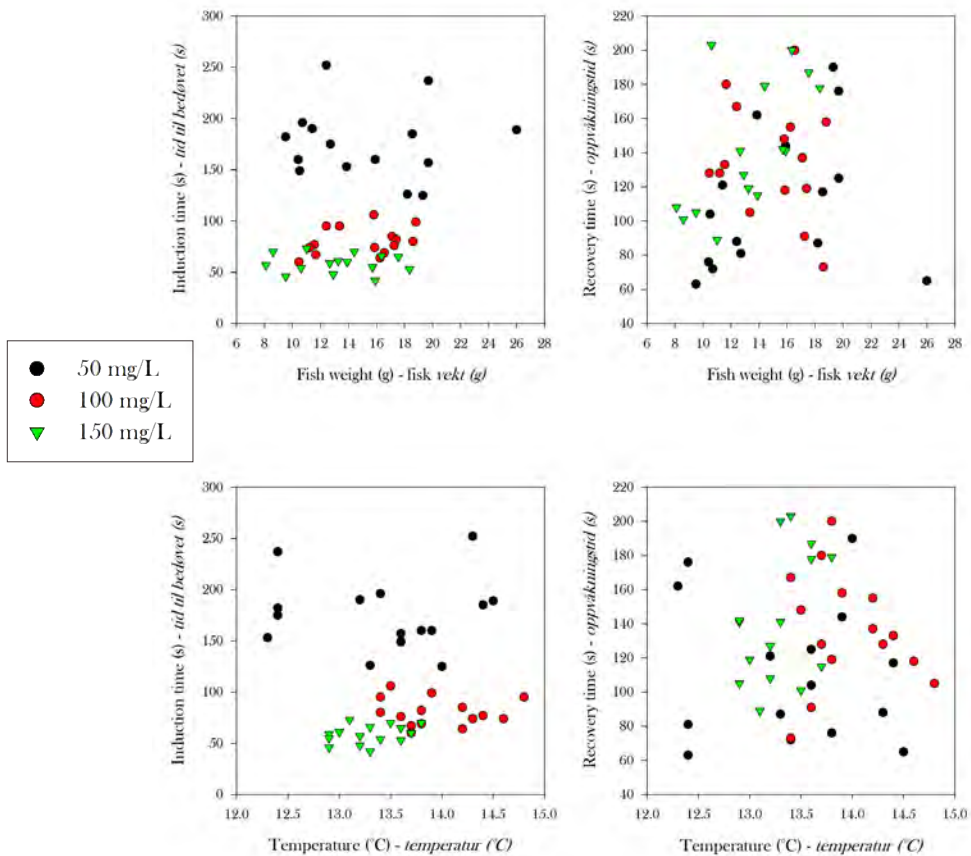 300
250
200
150
100
50
0
Induction time (s) - tid til bedøvet (s)
6 8 10 12 14 16 18 20 22 24 26 28
Fish weight (g) - fisk vekt (g)
220
200
180
160
140
120
100
80
60
40
Recovery time (s) - oppvåkningstid (s)
6 8 10 12 14 16 18 20 22 24 26 28
Fish weight (g) - fisk vekt (g)
50 mg/L
100 mg/L
150 mg/L
300
250
200
150
100
50
0
Induction time (s) - tid til bedøvet (s)
12.0 12.5 13.0 13.5 14.0 14.5 15.0
Temperature (°C) - temperatur (°C)
220
200
180
160
140
120
100
80
60
40
Recovery time (s) - oppvåkningstid (s)
12.0 12.5 13.0 13.5 14.0 14.5 15.0
Temperature (°C) - temperatur (°C)